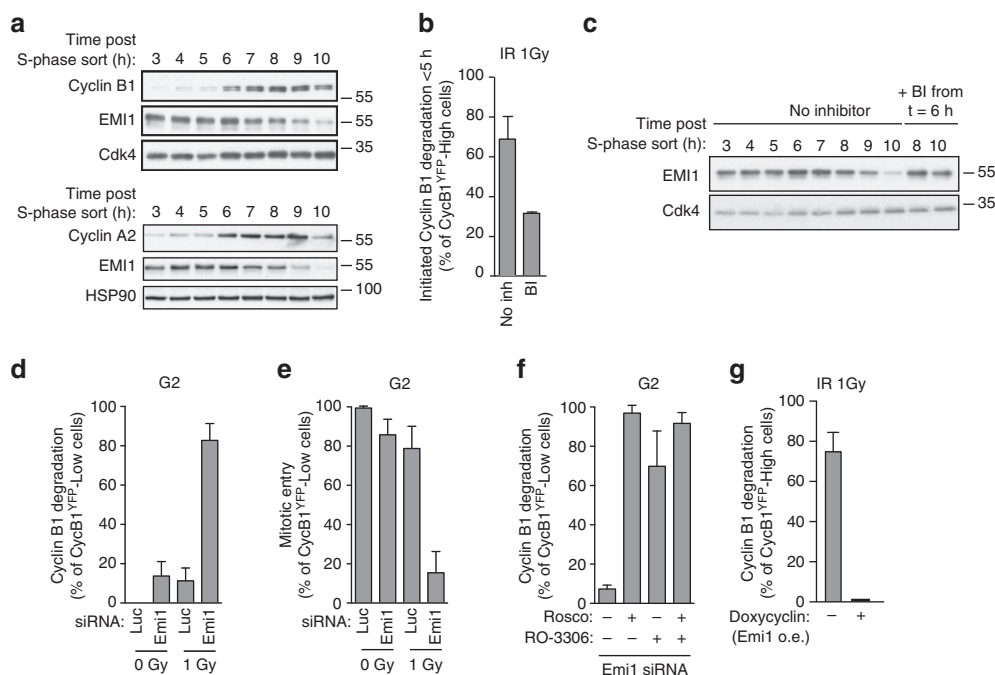 a
Time post
S-phase sort (h): 3 4 5 6 7 8 9 10
Cyclin B1
55
EMI1
55
35
Cdk4
Time post
S-phase sort (h): 3 4 5 6 7 8 9 10
Cyclin A2
55
EMI1
55
100
HSP90
b
IR 1Gy
Initiated Cyclin B1 degradation <5 h
(% of CycB1YFP-High cells)
100
80
60
40
20
0
No inh
BI
c
+ BI from
t = 6 h
No inhibitor
Time post
S-phase sort (h): 3 4 5 6 7 8 9 10 8 10
EMI1
55
35
Cdk4
d
G2
Cyclin B1 degradation
(% of CycB1YFP-Low cells)
100
80
60
40
20
0
siRNA: Luc Emi1 Luc Emi1
0 Gy 1 Gy
e
G2
Mitotic entry
(% of CycB1YFP-Low cells)
100
80
60
40
20
0
siRNA: Luc Emi1 Luc Emi1
0 Gy 1 Gy
f
G2
Cyclin B1 degradation
(% of CycB1YFP-Low cells)
100
80
60
40
20
0
Rosco: – + – +
RO-3306: – – + +
Emi1 siRNA
g
IR 1Gy
Cyclin B1 degradation
(% of CycB1YFP-High cells)
100
80
60
40
20
0
Doxycyclin: – +
(Emi1 o.e.)